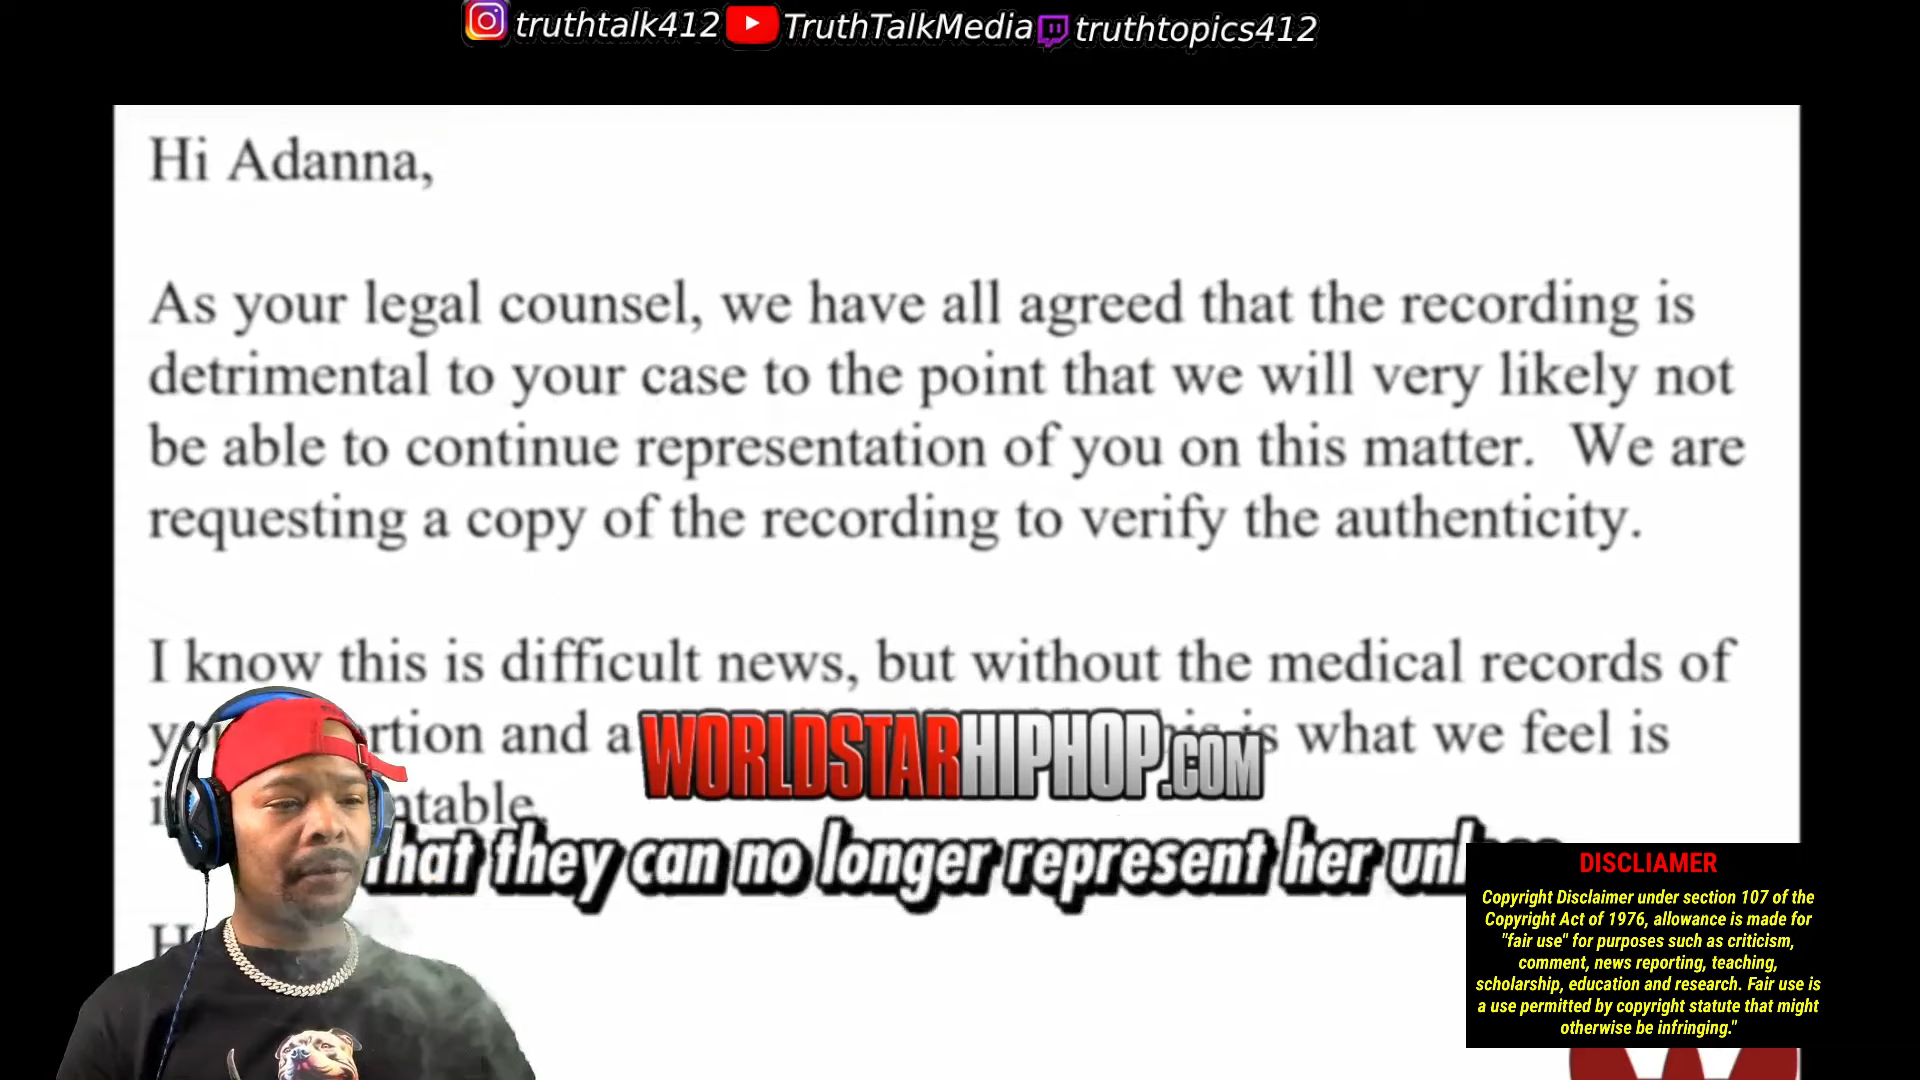 truthtalk412 TruthTalkMedia truthtopics412
Hi Adanna,
As your legal counsel, we have all agreed that the recording is
detrimental to your case to the point that we will very likely not
be able to continue representation of you on this matter. We are
requesting a copy of the recording to verify the authenticity.
I know this is difficult news, but without the medical records of
and what we feel is
WORLDSTARHIPHOP.COM
that they can no longer represent her
DISCLIAMER
Copyright Disclaimer under section 107 of the
Copyright Act of 1976, allowance is made for
"fair use" for purposes such as criticism,
comment, news reporting, teaching,
scholarship, education and research. Fair use is
a use permitted by copyright statute that might
otherwise be infringing."